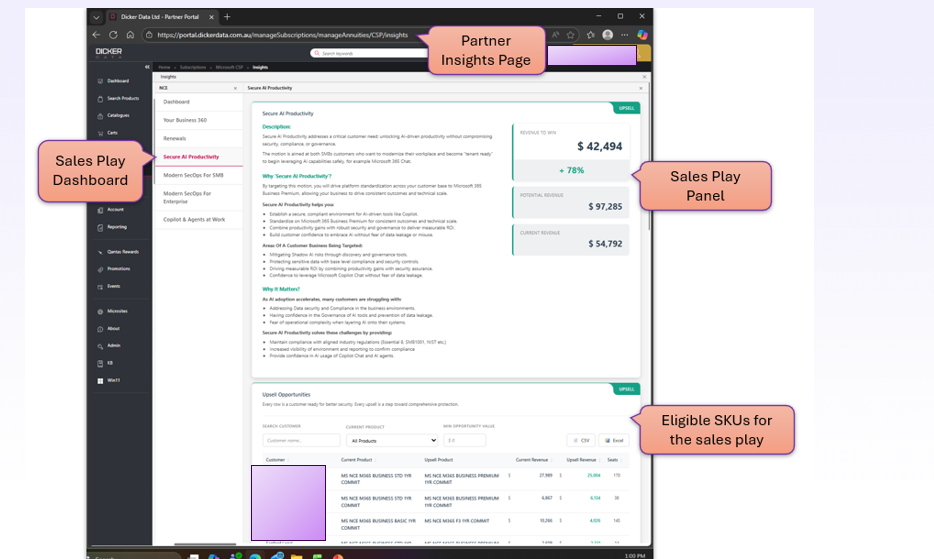 Dicker Data Ltd - Partner Portal
https://portal.dickerdata.com.au/manageSubscriptions/manageAnnuities/CSP/insights
Partner
Insights Page
DICKER
DATA
Search keywords
Home
Subscriptions
Microsoft CSP
Insights
Insights
NCE
Secure AI Productivity
Dashboard
Search Products
Catalogues
Carts
Account
Reporting
Qantas Rewards
Promotions
Events
Microsites
About
Admin
KB
Win11
Sales Play
Dashboard
Dashboard
Your Business 360
Renewals
Secure AI Productivity
Modern SecOps For SMB
Modern SecOps For
Enterprise
Copilot & Agents at Work
UPSELL
Secure AI Productivity
Description:
Secure AI Productivity addresses a critical customer need: unlocking AI-driven productivity without compromising
security, compliance, or governance.
The motion is aimed at both SMBs customers who want to modernize their workplace and become "tenant ready"
to begin leveraging AI capabilities safely, for example Microsoft 365 Chat.
Why 'Secure AI Productivity'?
By targeting this motion, you will drive platform standardization across your customer base to Microsoft 365
Business Premium, allowing your business to drive consistent outcomes and technical scale.
Secure AI Productivity helps you:
Establish a secure, compliant environment for AI-driven tools like Copilot.
Standardize on Microsoft 365 Business Premium for consistent outcomes and technical scale.
Combine productivity gains with robust security and governance to deliver measurable ROI.
Build customer confidence to embrace AI without fear of data leakage or misuse.
Areas Of A Customer Business Being Targeted:
Mitigating Shadow AI risks through discovery and governance tools.
Protecting sensitive data with base level compliance and security controls.
Driving measurable ROI by combining productivity gains with security assurance.
Confidence to leverage Microsoft Copilot Chat without fear of data leakage.
Why It Matters?
As AI adoption accelerates, many customers are struggling with:
Addressing Data security and Compliance in the business environments.
Having confidence in the Governance of AI tools and prevention of data leakage.
Fear of operational complexity when layering AI onto their systems.
Secure AI Productivity solves these challenges by providing:
Maintain compliance with aligned industry regulations (Essential 8, SMB1001, NIST etc.)
Increased visibility of environment and reporting to confirm compliance
Provide confidence in AI usage of Copilot Chat and AI agents.
REVENUE TO WIN
$ 42,494
+ 78%
POTENTIAL REVENUE
$ 97,285
CURRENT REVENUE
$ 54,792
Sales Play
Panel
UPSELL
Upsell Opportunities
Every row is a customer ready for better security. Every upsell is a step toward comprehensive protection.
SEARCH CUSTOMER
CURRENT PRODUCT
MIN OPPORTUNITY VALUE
Customer name...
All Products
CSV
Excel
Eligible SKUs for
the sales play
Customer
Current Product
Upsell Product
Current Revenue
Upsell Revenue
Seats
MS NCE M365 BUSINESS STD 1YR
COMMIT
MS NCE M365 BUSINESS PREMIUM
1YR COMMIT
MS NCE M365 BUSINESS STD 1YR
COMMIT
MS NCE M365 BUSINESS PREMIUM
1YR COMMIT
MS NCE M365 BUSINESS BASIC 1YR
COMMIT
MS NCE M365 F3 1YR COMMIT
1:00 PM